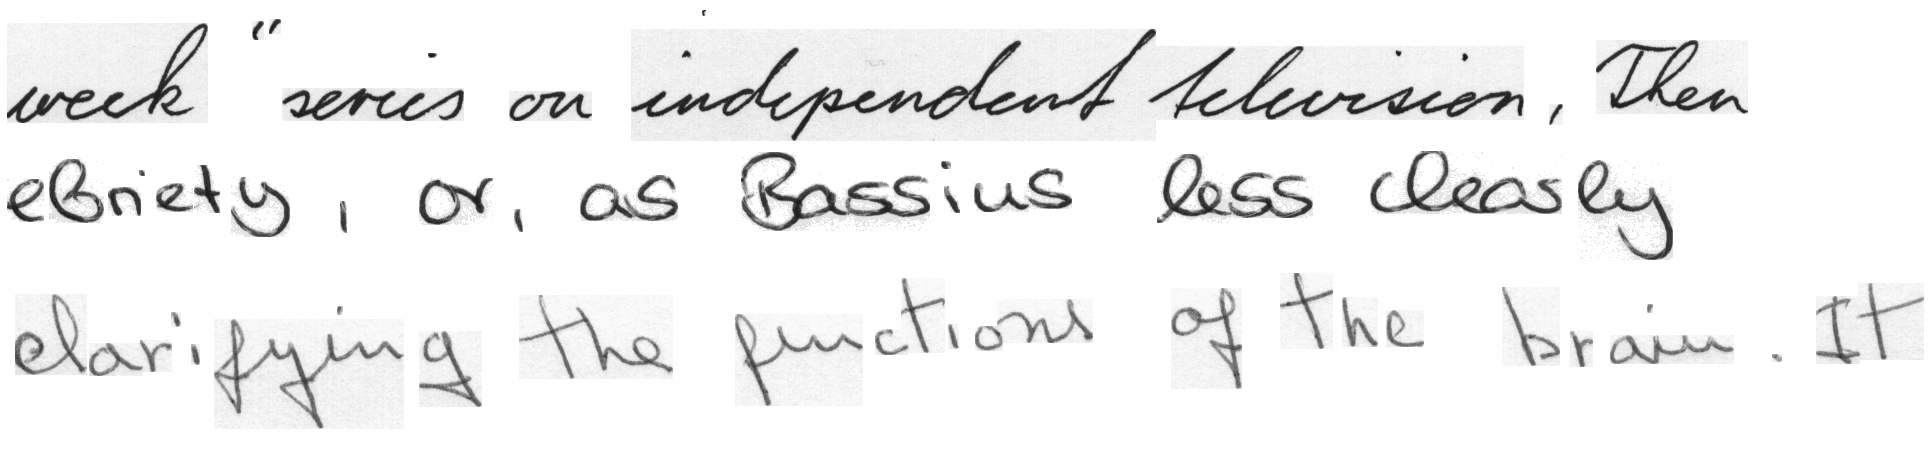 week " series on independent television, Then
ebriety, or, as Bassius less clearly
clarifying the functions of the brain. It